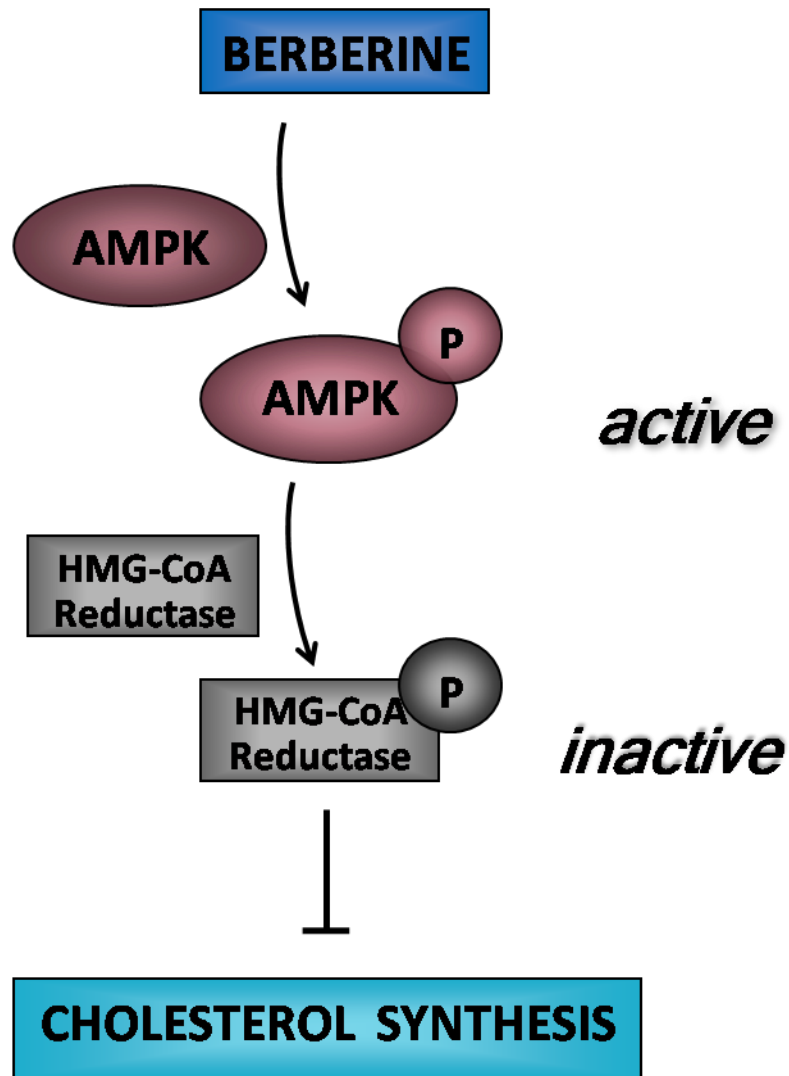 BERBERINE
AMPK
P
AMPK
active
HMG-CoA
Reductase
P
HMG-CoA
Reductase
inactive
CHOLESTEROL SYNTHESIS